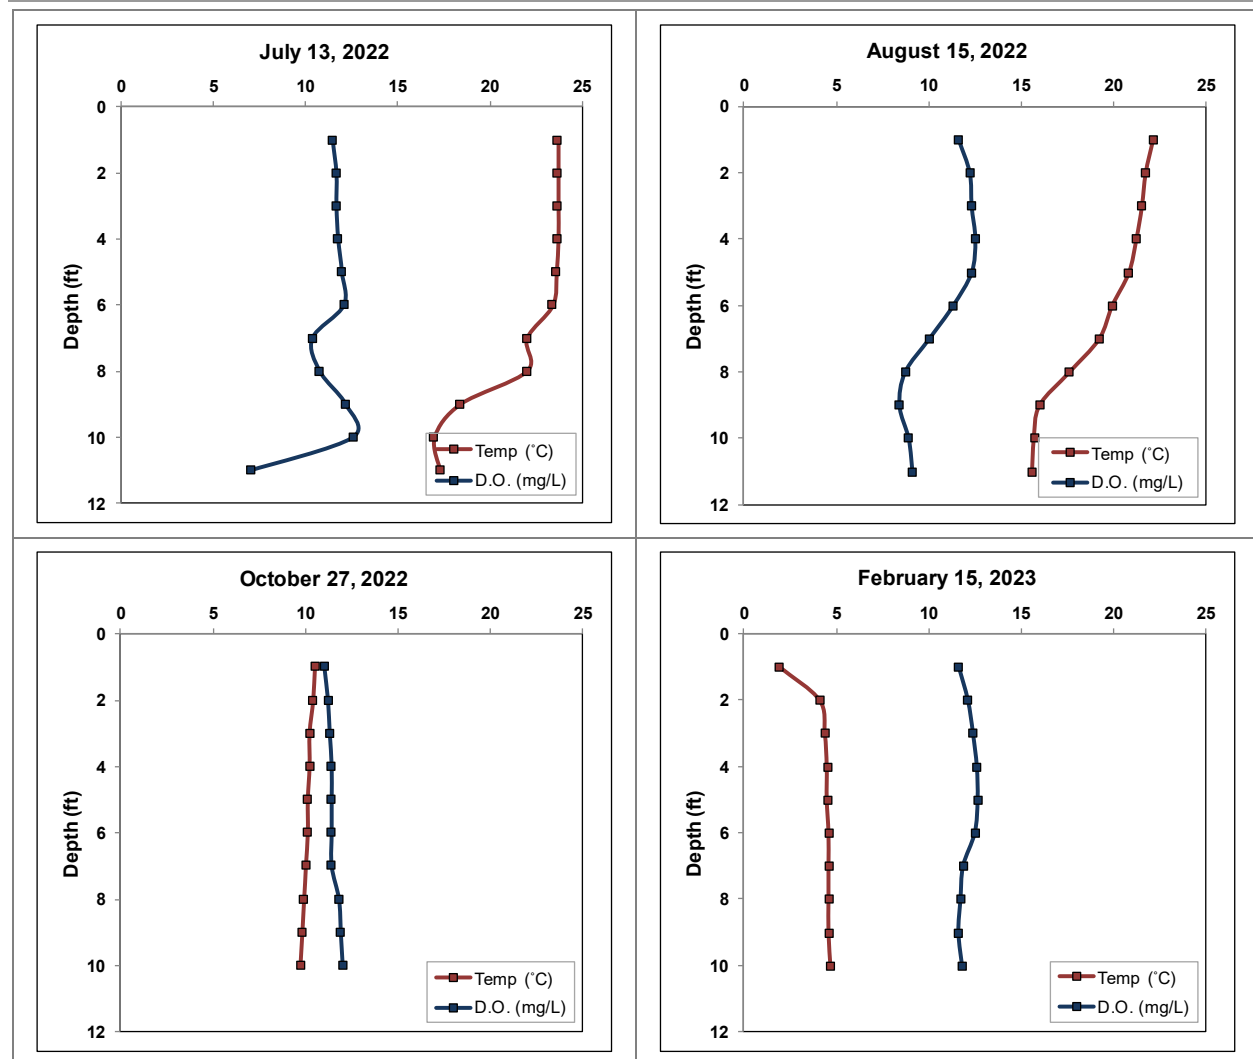 July 13, 2022
0 5 10 15 20 25
0
2
4
6
8
10
12
Depth (ft)
Temp (˚C)
D.O. (mg/L)
August 15, 2022
0 5 10 15 20 25
0
2
4
6
8
10
12
Depth (ft)
Temp (˚C)
D.O. (mg/L)
October 27, 2022
0 5 10 15 20 25
0
2
4
6
8
10
12
Depth (ft)
Temp (˚C)
D.O. (mg/L)
February 15, 2023
0 5 10 15 20 25
0
2
4
6
8
10
12
Depth (ft)
Temp (˚C)
D.O. (mg/L)